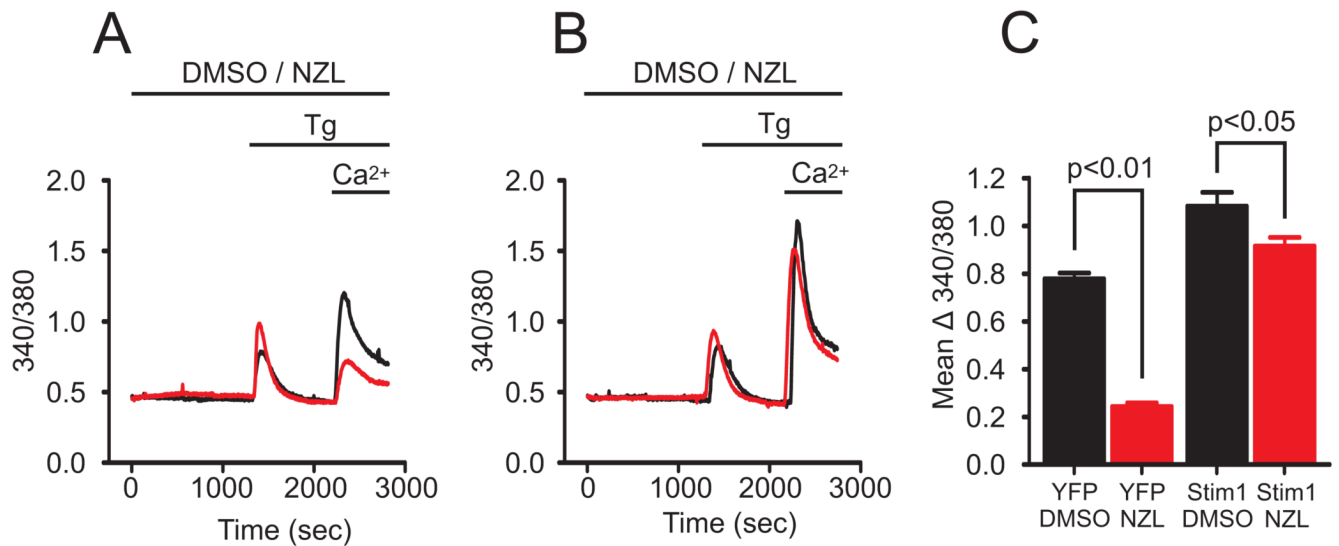 A
DMSO / NZL
Tg
Ca2+
2.0
1.5
1.0
0.5
0.0
340/380
0
1000
2000
3000
Time (sec)
B
DMSO / NZL
Tg
Ca2+
2.0
1.5
1.0
0.5
0.0
340/380
0
1000
2000
3000
Time (sec)
C
p<0.01
p<0.05
1.2
1.0
0.8
0.6
0.4
0.2
0.0
Mean Δ 340/380
YFP YFP Stim1 Stim1
DMSO NZL DMSO NZL